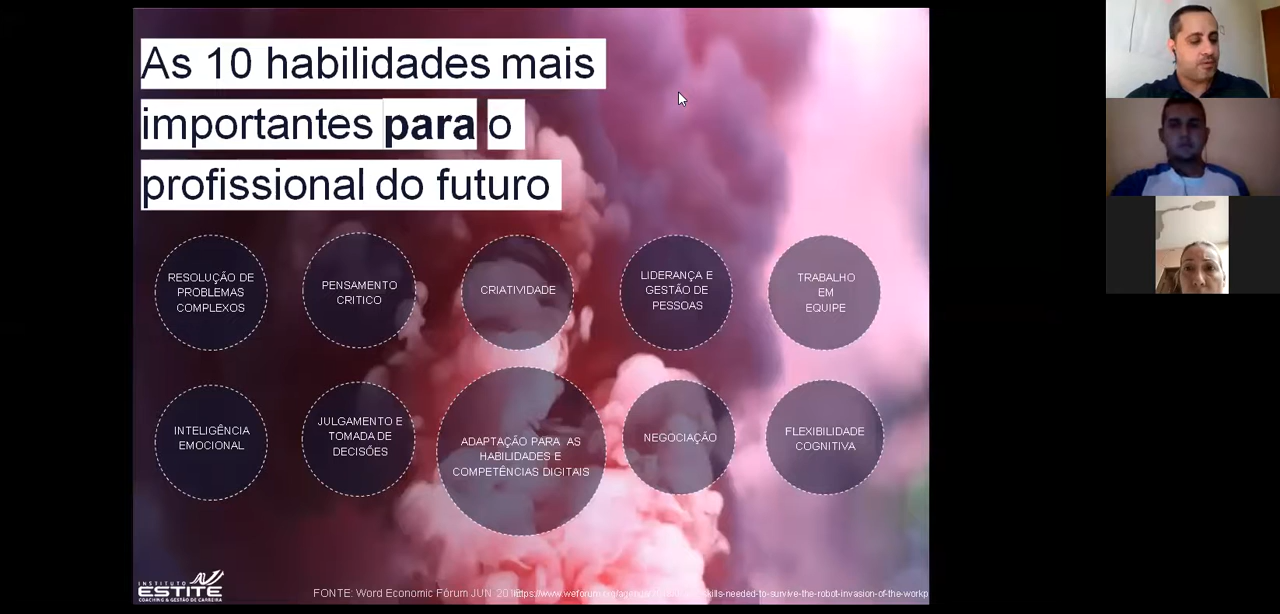 As 10 habilidades mais
importantes para o
profissional do futuro
RESOLUÇÃO DE
PROBLEMAS
COMPLEXOS
PENSAMENTO
CRITICO
CRIATIVIDADE
LIDERANÇA E
GESTÃO DE
PESSOAS
TRABALHO
EM
EQUIPE
INTELIGÊNCIA
EMOCIONAL
JULGAMENTO E
TOMADA DE
DECISÕES
ADAPTAÇÃO PARA AS
HABILIDADES E
COMPETÊNCIAS DIGITAIS
NEGOCIAÇÃO
FLEXIBILIDADE
COGNITIVA
INSTITUTO
ESTITE
COACHING & GESTÃO DE CARREIRA
FONTE: Word Economic Fórum JUN